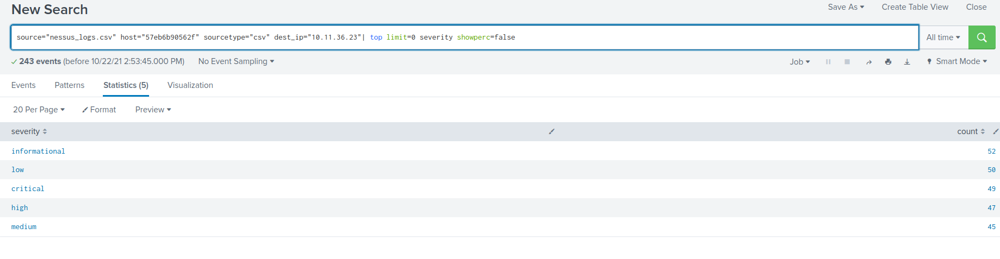 New Search
Save As Create Table View Close
source="nessus_logs.csv" host="57eb6b90562f" sourcetype="csv" dest_ip="10.11.36.23"| top limit=0 severity showperc=false
All time
243 events (before 10/22/21 2:53:45.000 PM) No Event Sampling
Job Smart Mode
Events Patterns Statistics (5) Visualization
20 Per Page Format Preview
severity count
informational 52
low 50
critical 49
high 47
medium 45